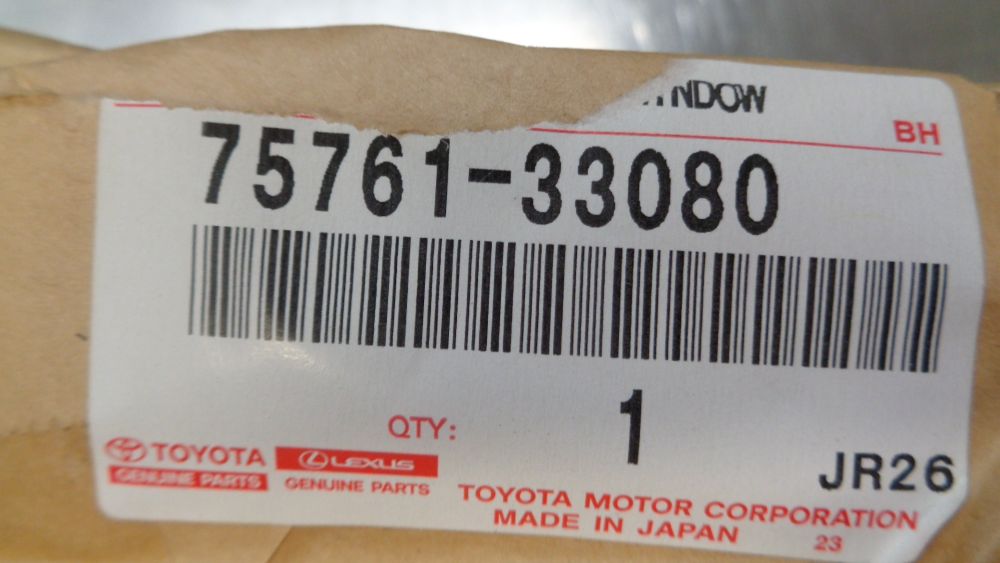 BH
75761-33080
QTY: 1
TOYOTA
GENUINE PARTS
LEXUS
GENUINE PARTS
JR26
TOYOTA MOTOR CORPORATION
MADE IN JAPAN 23